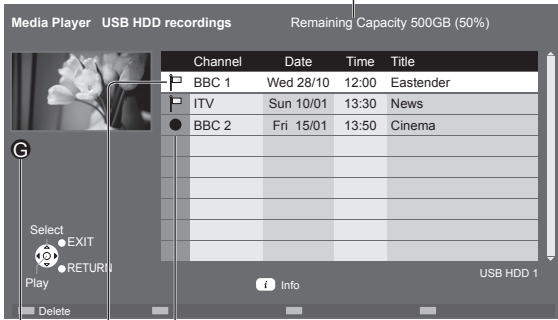 Media Player USB HDD recordings Remaining Capacity 500GB (50%)
Channel Date Time Title
BBC 1 Wed 28/10 12:00 Eastender
ITV Sun 10/01 13:30 News
BBC 2 Fri 15/01 13:50 Cinema
G
Select
EXIT
RETURN
Play
i Info
USB HDD 1
Delete